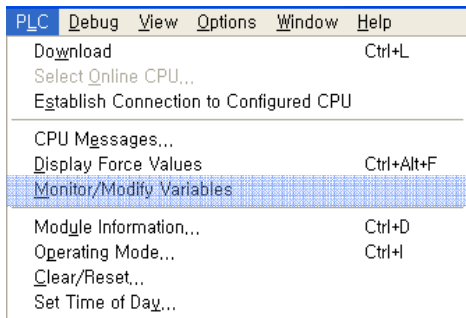 PLC Debug View Options Window Help
Download Ctrl+L
Select Online CPU...
Establish Connection to Configured CPU
CPU Messages...
Display Force Values Ctrl+Alt+F
Monitor/Modify Variables
Module Information... Ctrl+D
Operating Mode... Ctrl+I
Clear/Reset...
Set Time of Day...